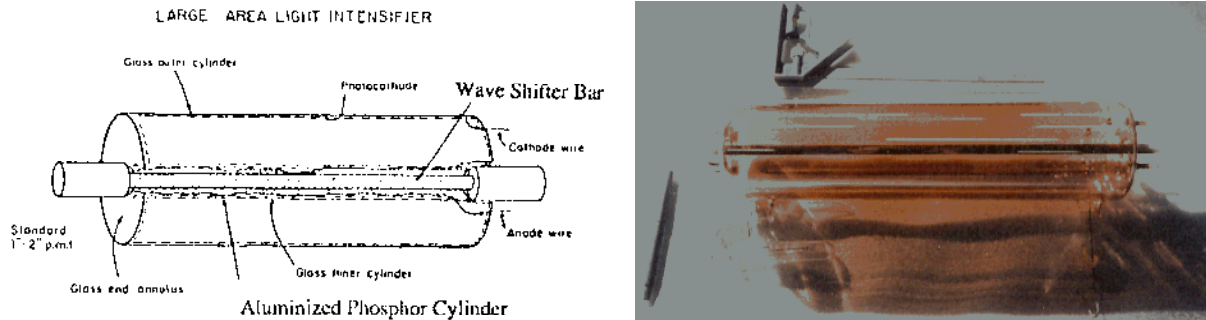 LARGE AREA LIGHT INTENSIFIER
Glass outer cylinder
Photocathode
Wave Shifter Bar
Cathode wire
Standard
1"-2" p.m.t
Anode wire
Glass inner cylinder
Glass end annulus
Aluminized Phosphor Cylinder